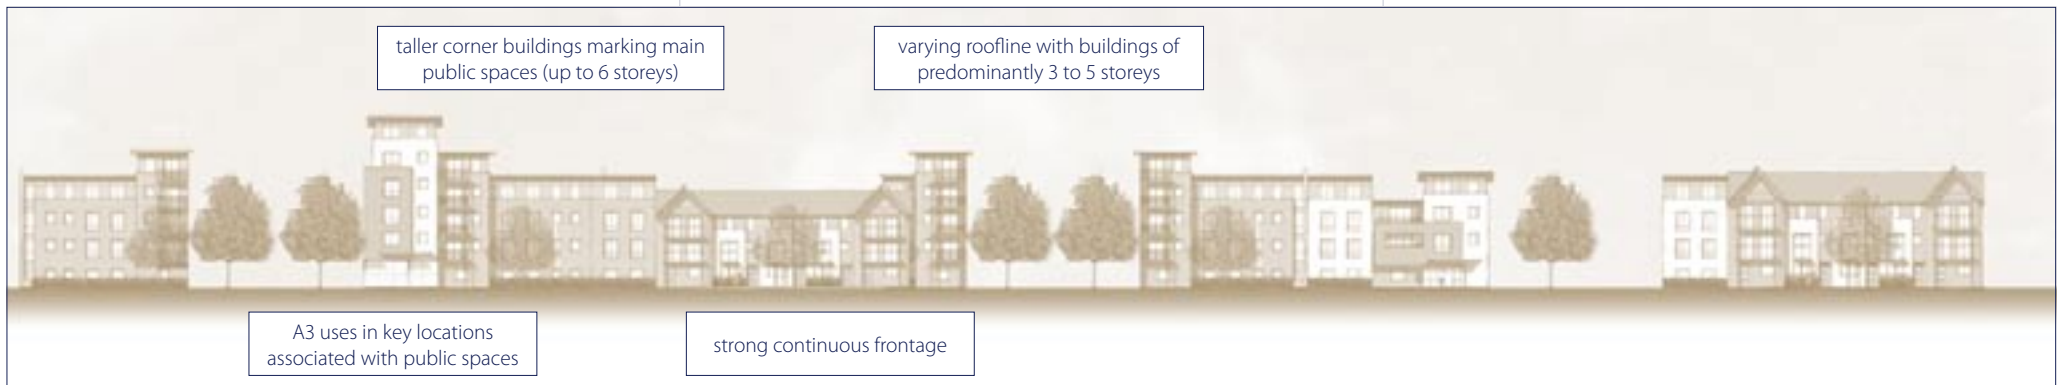 taller corner buildings marking main
public spaces (up to 6 storeys)
varying roofline with buildings of
predominantly 3 to 5 storeys
A3 uses in key locations
associated with public spaces
strong continuous frontage